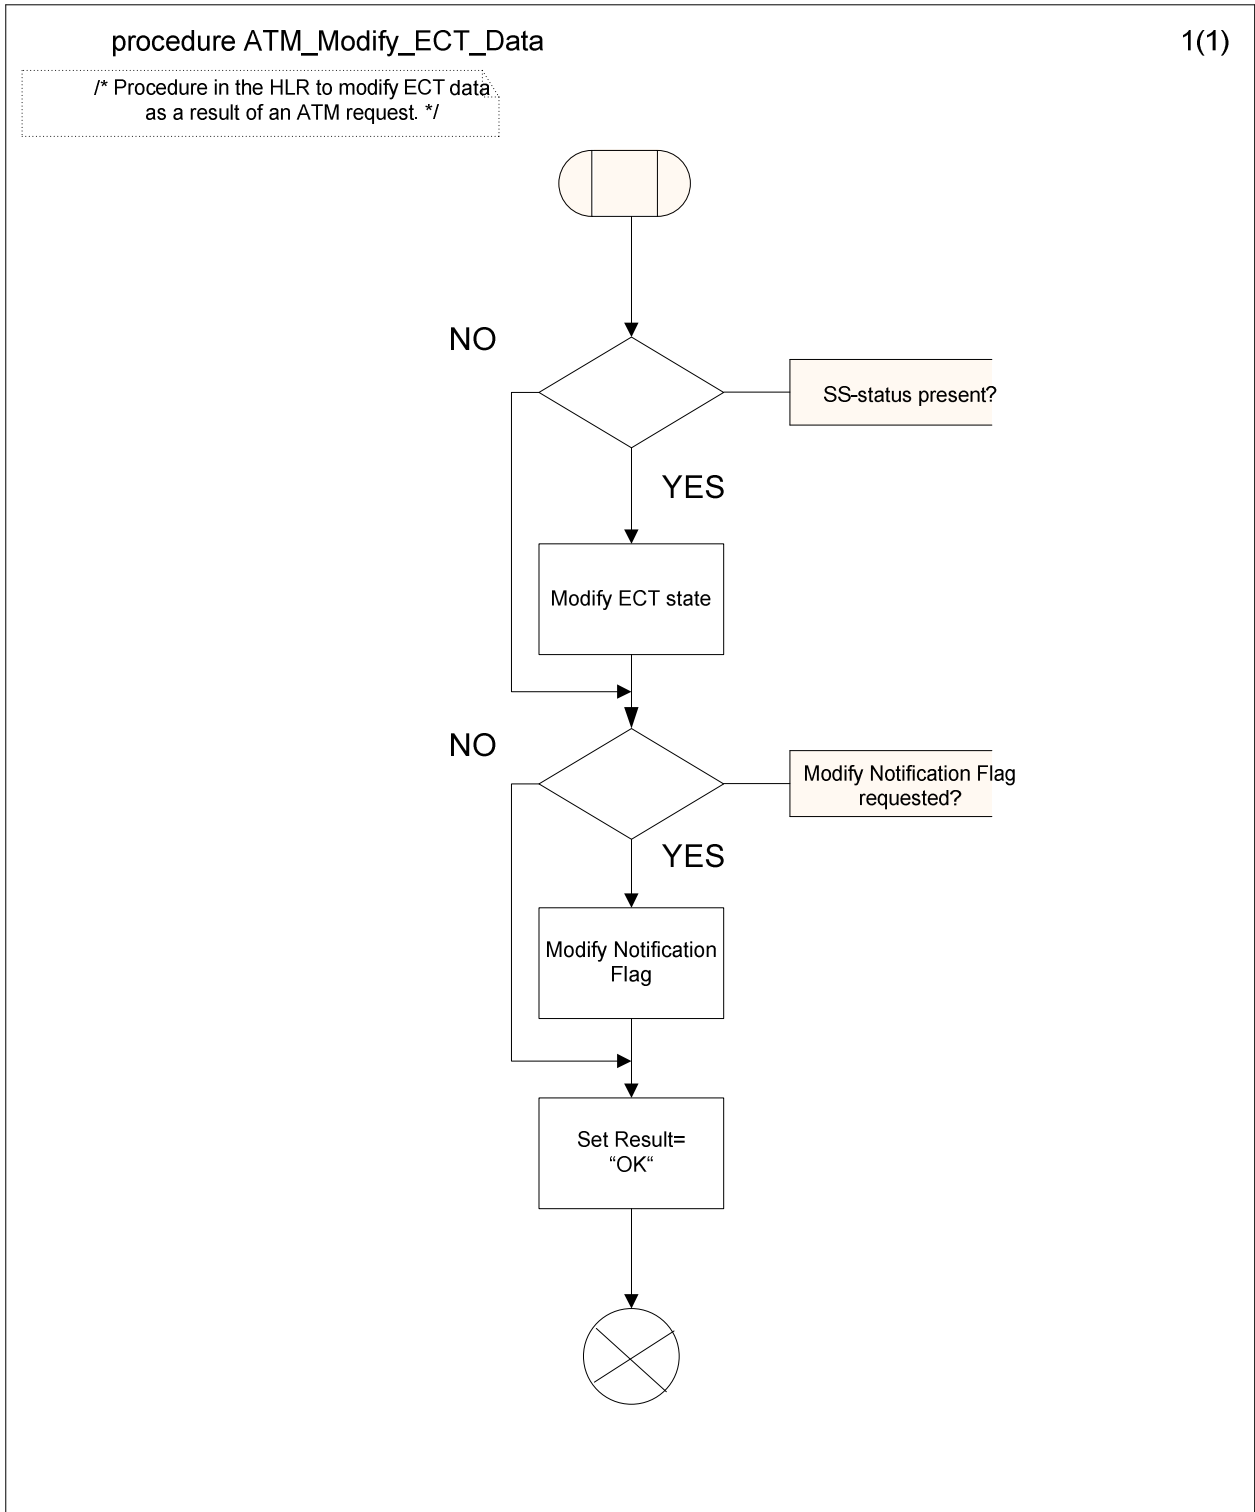 procedure ATM_Modify_ECT_Data
1(1)
/* Procedure in the HLR to modify ECT data
as a result of an ATM request. */
NO
SS-status present?
YES
Modify ECT state
NO
Modify Notification Flag
requested?
YES
Modify Notification
Flag
Set Result=
“OK“